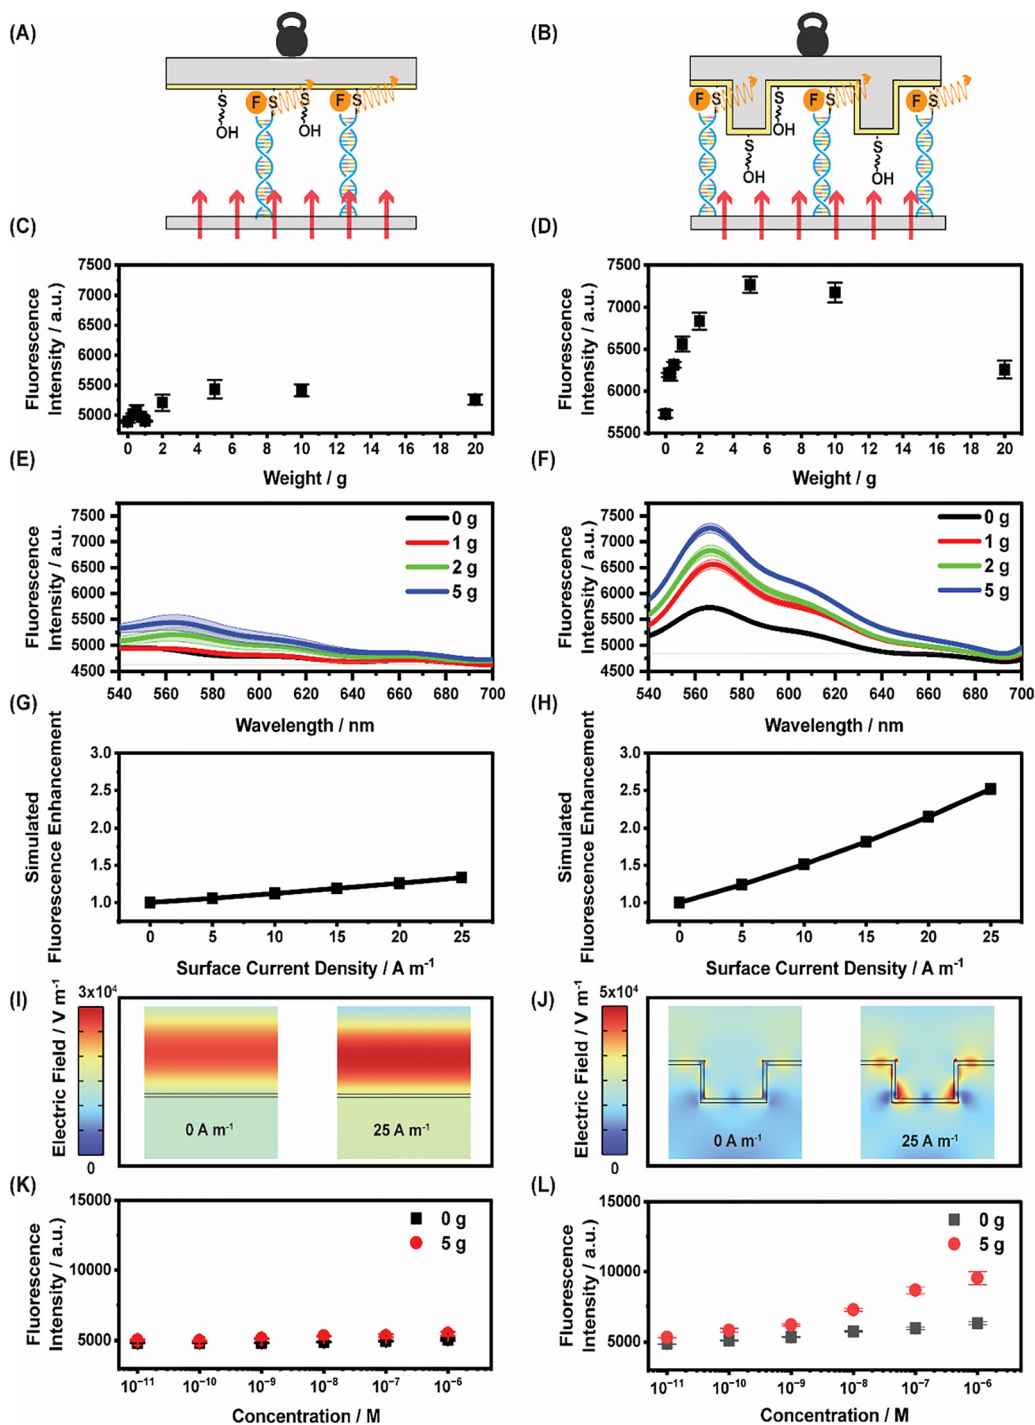 (A)
(B)
F S S F S
S
OH
OH
F S S F S F S
S
OH
OH
S
OH
(C)
(D)
Fluorescence
Intensity / a.u.
7500
7000
6500
6000
5500
5000
0 2 4 6 8 10 12 14 16 18 20
Weight / g
Fluorescence
Intensity / a.u.
7500
7000
6500
6000
5500
0 2 4 6 8 10 12 14 16 18 20
Weight / g
(E)
(F)
Fluorescence
Intensity / a.u.
7500
7000
6500
6000
5500
5000
4500
0 g
1 g
2 g
5 g
540 560 580 600 620 640 660 680 700
Wavelength / nm
Fluorescence
Intensity / a.u.
7500
7000
6500
6000
5500
5000
4500
0 g
1 g
2 g
5 g
540 560 580 600 620 640 660 680 700
Wavelength / nm
(G)
(H)
Simulated
Fluorescence Enhancement
3.0
2.5
2.0
1.5
1.0
0 5 10 15 20 25
Surface Current Density / A m⁻¹
Simulated
Fluorescence Enhancement
3.0
2.5
2.0
1.5
1.0
0 5 10 15 20 25
Surface Current Density / A m⁻¹
(I)
(J)
3x10⁴
Electric Field / V m⁻¹
0
0 A m⁻¹
25 A m⁻¹
5x10⁴
Electric Field / V m⁻¹
0
0 A m⁻¹
25 A m⁻¹
(K)
(L)
Fluorescence
Intensity / a.u.)
15000
10000
5000
0 g
5 g
10⁻¹¹ 10⁻¹⁰ 10⁻⁹ 10⁻⁸ 10⁻⁷ 10⁻⁶
Concentration / M
Fluorescence
Intensity / a.u.)
15000
10000
5000
0 g
5 g
10⁻¹¹ 10⁻¹⁰ 10⁻⁹ 10⁻⁸ 10⁻⁷ 10⁻⁶
Concentration / M